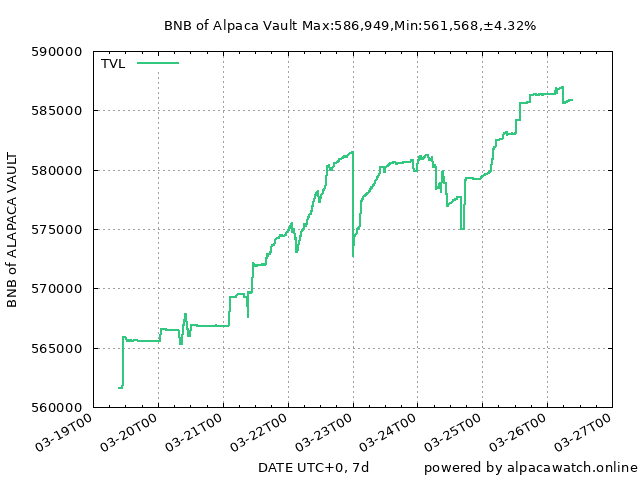 BNB of Alpaca Vault Max:586,949,Min:561,568,±4.32%
590000
TVL
585000
580000
575000
570000
565000
560000
BNB of ALAPACA VAULT
03-19T00
03-20T00
03-21T00
03-22T00
03-23T00
03-24T00
03-25T00
03-26T00
03-27T00
DATE UTC+0, 7d
powered by alpacawatch.online